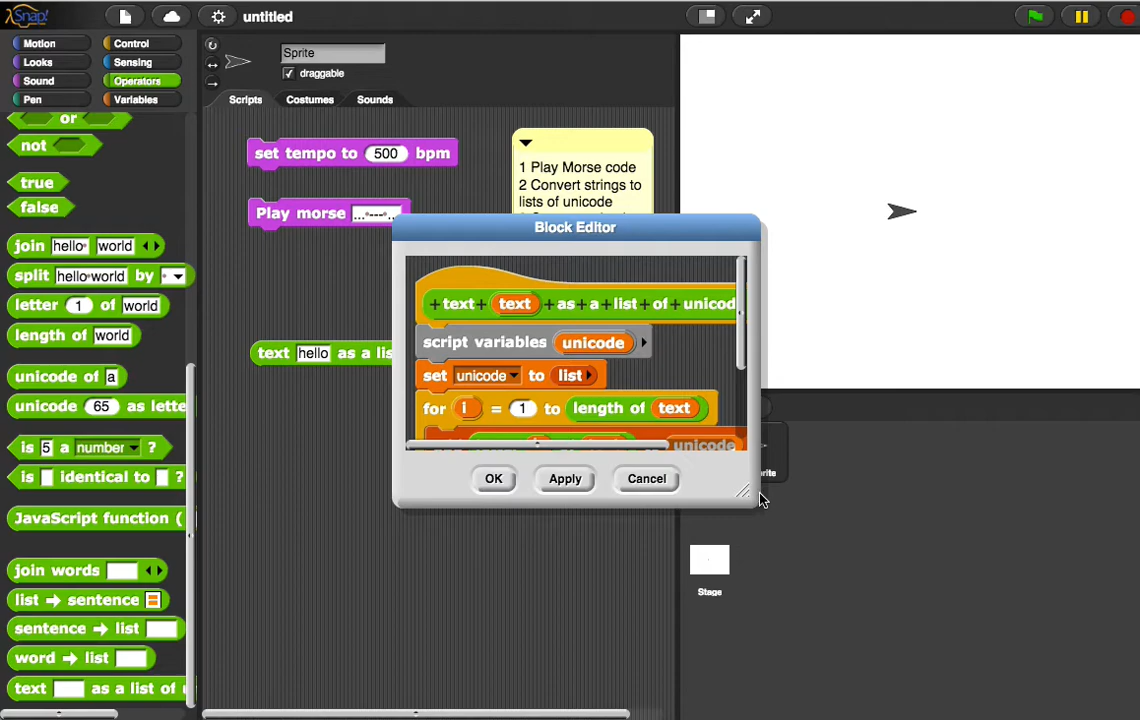 Snap!
untitled
Motion
Control
Looks
Sensing
Sound
Operators
Pen
Variables
or
not
true
false
join hello world
split hello world by
letter 1 of world
length of world
unicode of a
unicode 65 as lette
is 5 a number ?
is identical to ?
JavaScript function (
join words
list → sentence
sentence → list
word → list
text as a list of
Sprite
draggable
Scripts
Costumes
Sounds
set tempo to 500 bpm
Play morse ...---..
text hello as a lis
1 Play Morse code
2 Convert strings to
lists of unicode
Block Editor
+ text + text + as + a + list + of + unicod
script variables unicode
set unicode to list
for i = 1 to length of text
unicode
OK
Apply
Cancel
Stage